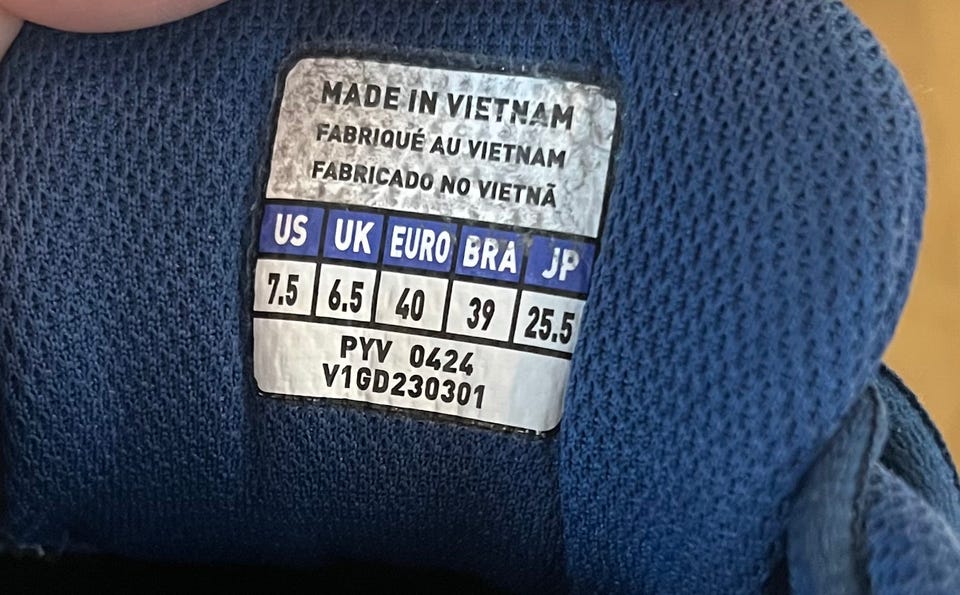 MADE IN VIETNAM
FABRIQUÉ AU VIETNAM
FABRICADO NO VIETNÃ
US UK EURO BRA JP
7.5 6.5 40 39 25.5
PYV 0424
V1GD230301